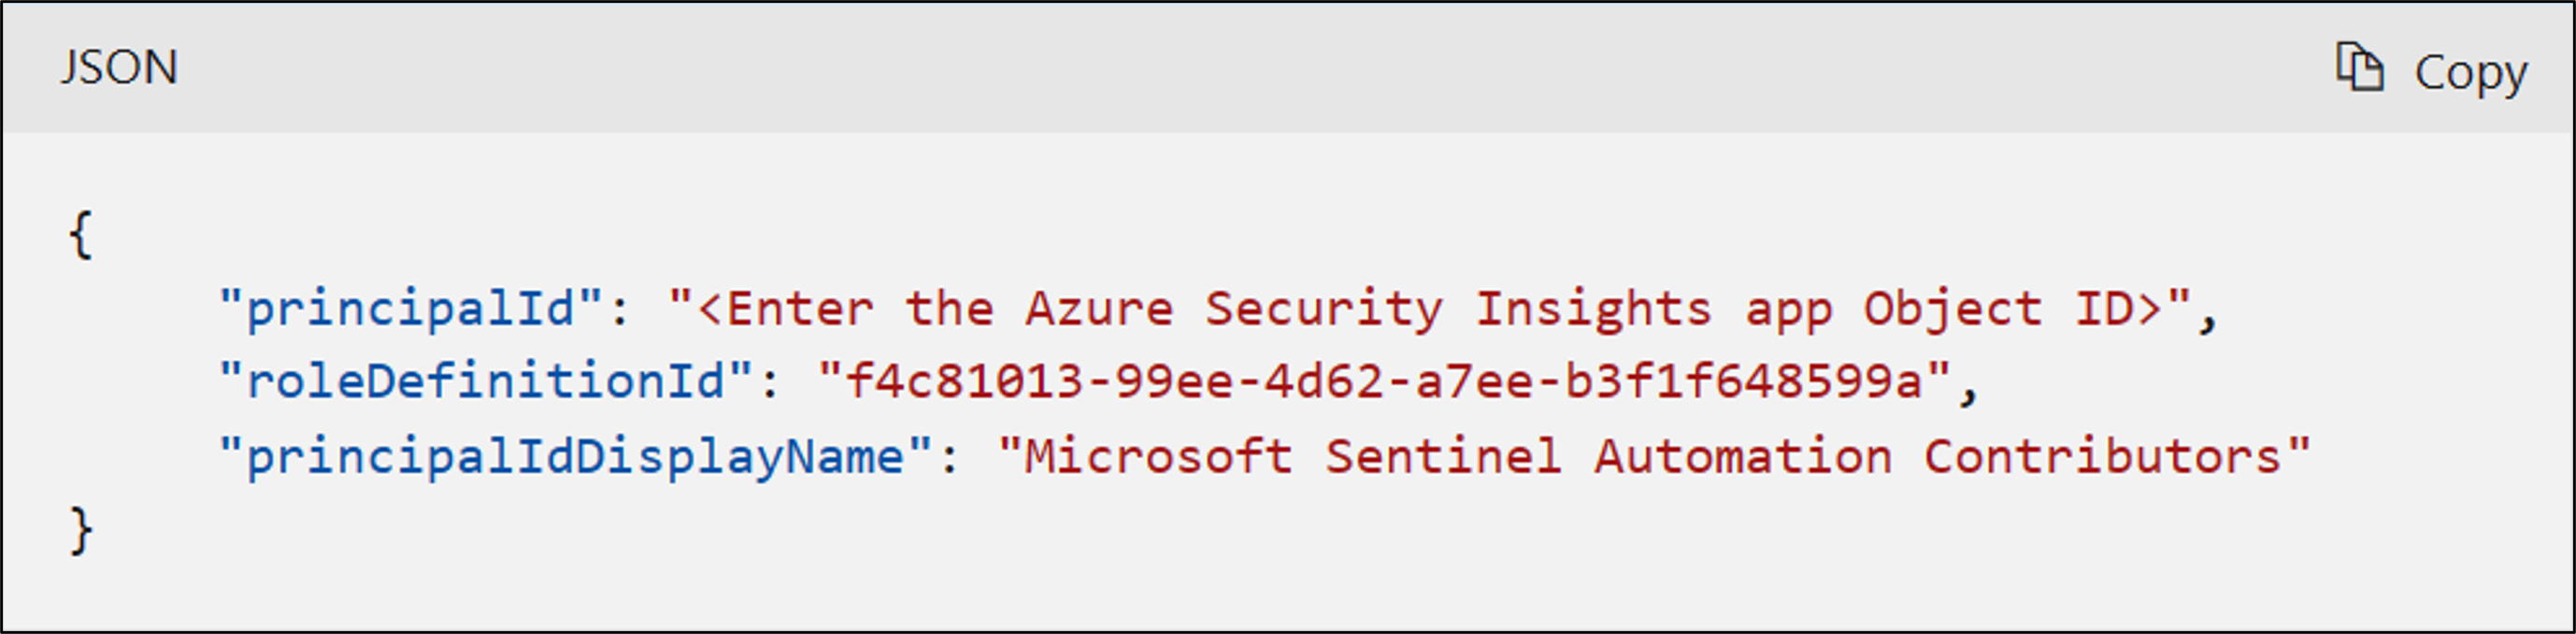 JSON
Copy
{
"principalId": "<Enter the Azure Security Insights app Object ID>",
"roleDefinitionId": "f4c81013-99ee-4d62-a7ee-b3f1f648599a",
"principalIdDisplayName": "Microsoft Sentinel Automation Contributors"
}